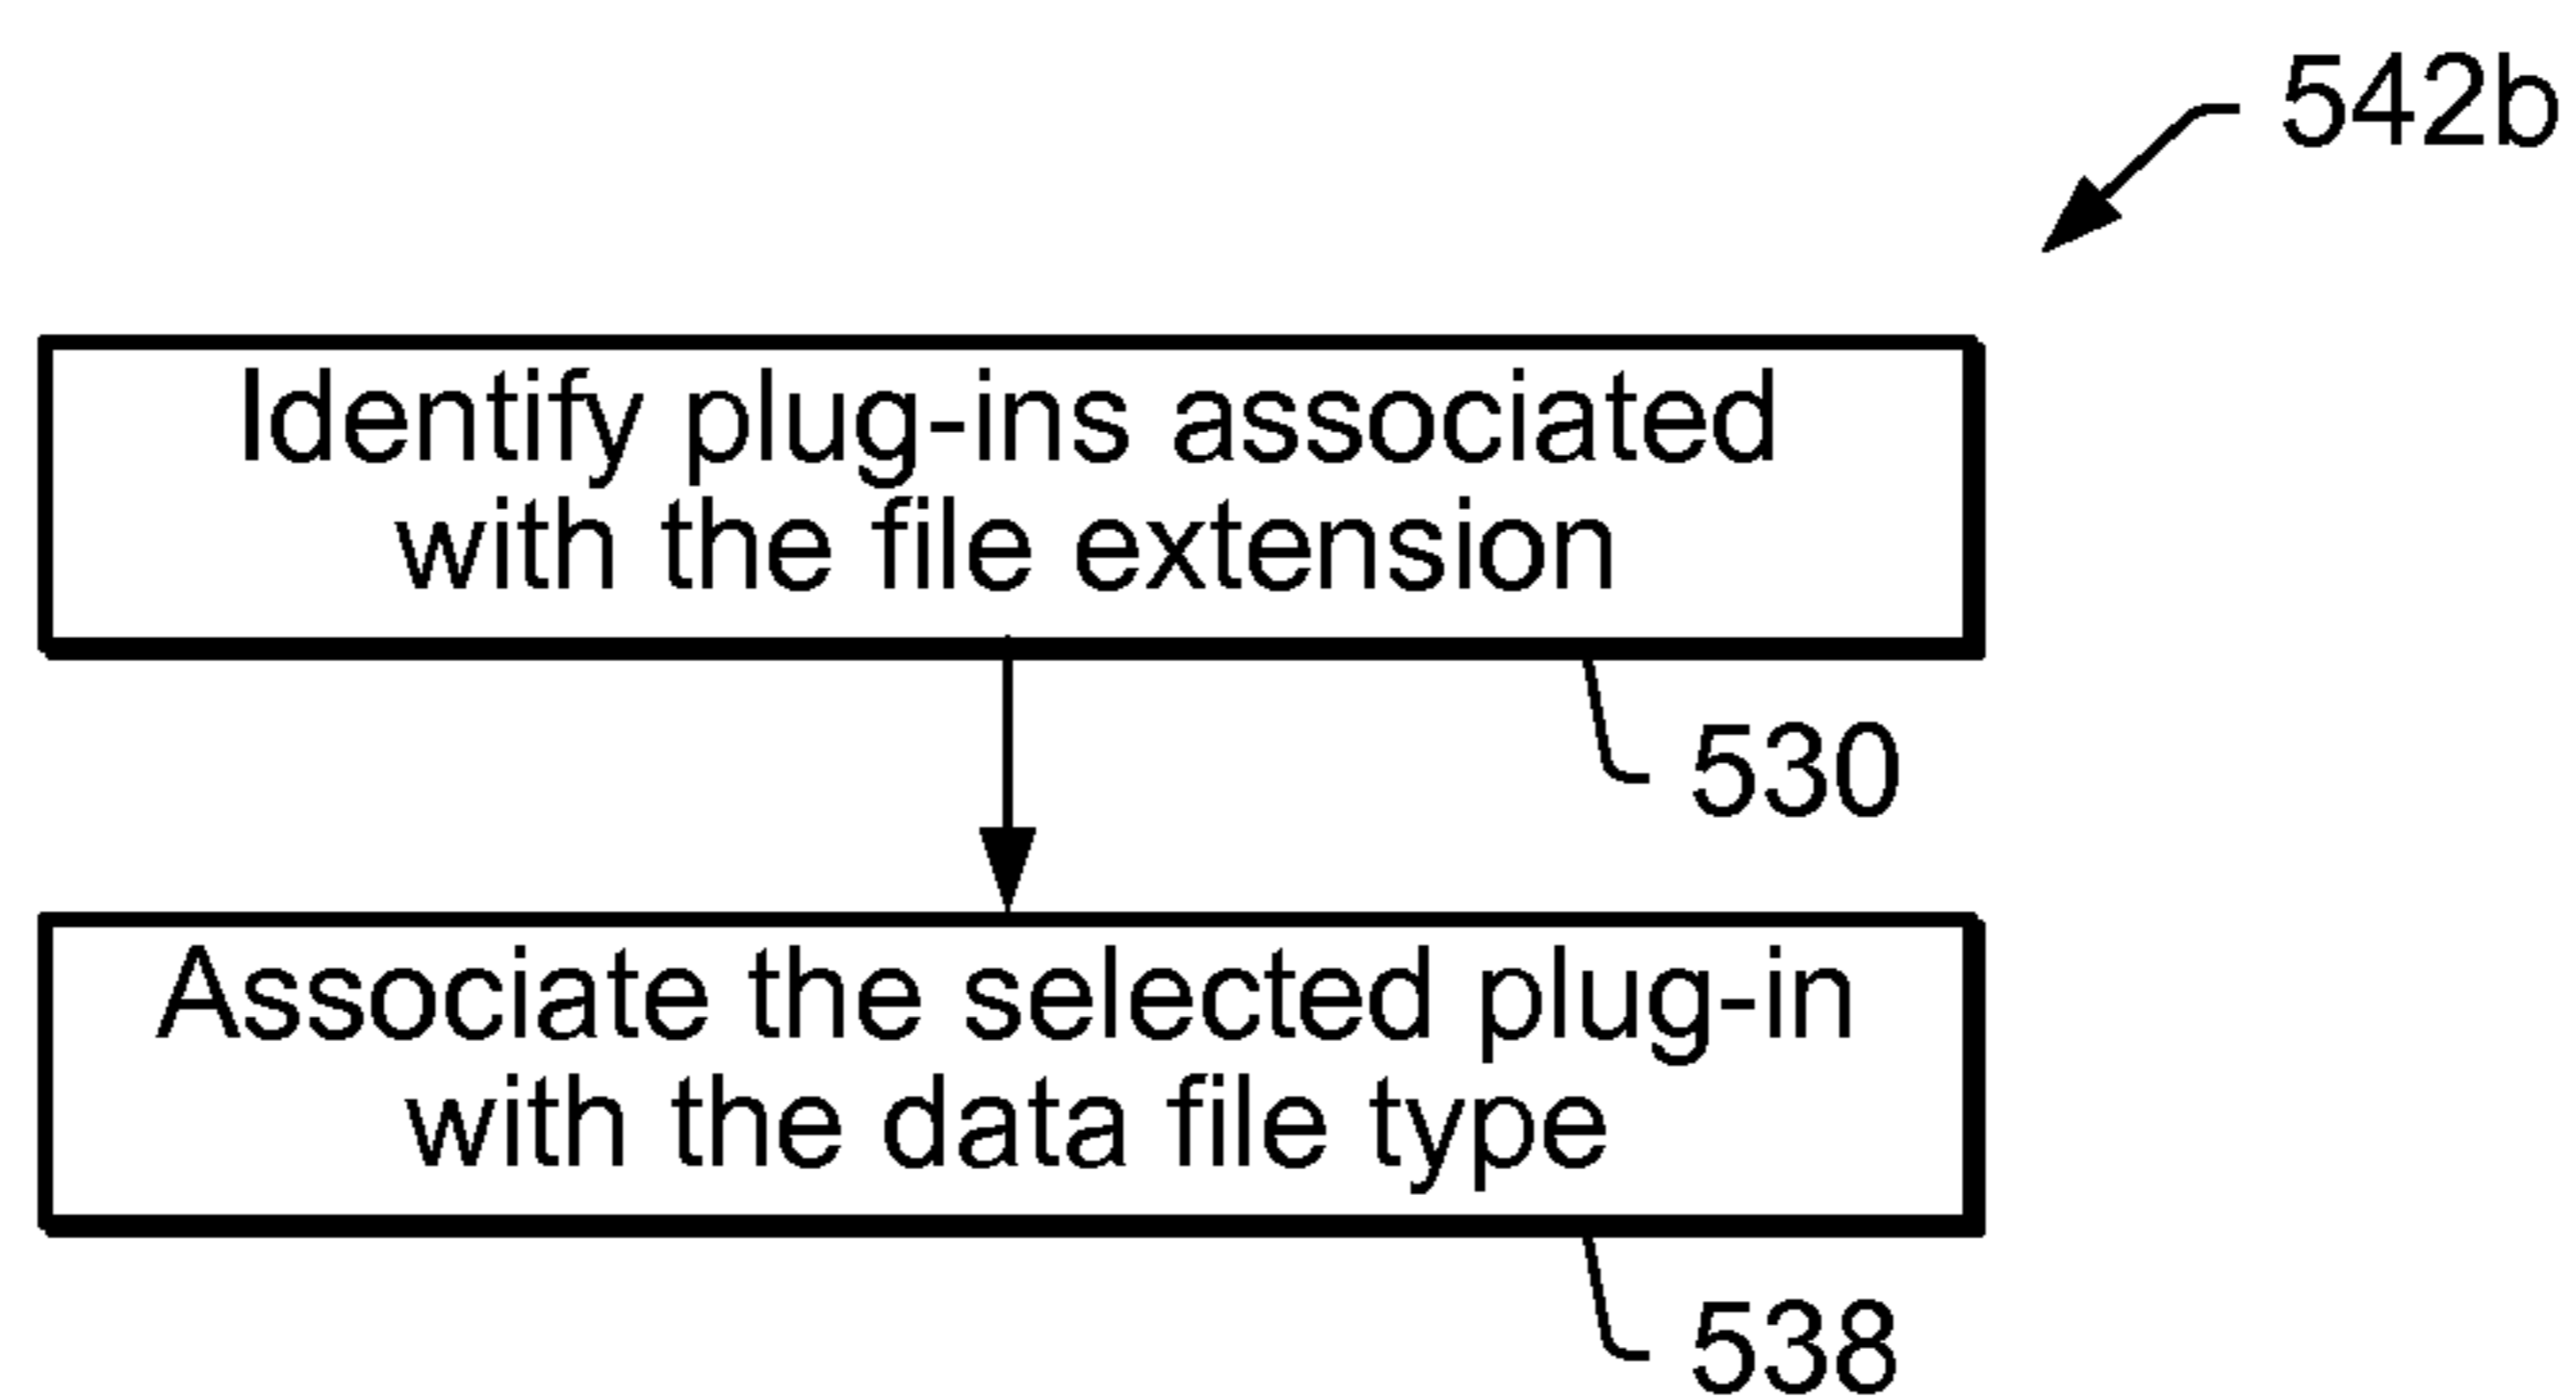 542b
Identify plug-ins associated
with the file extension
530
Associate the selected plug-in
with the data file type
538